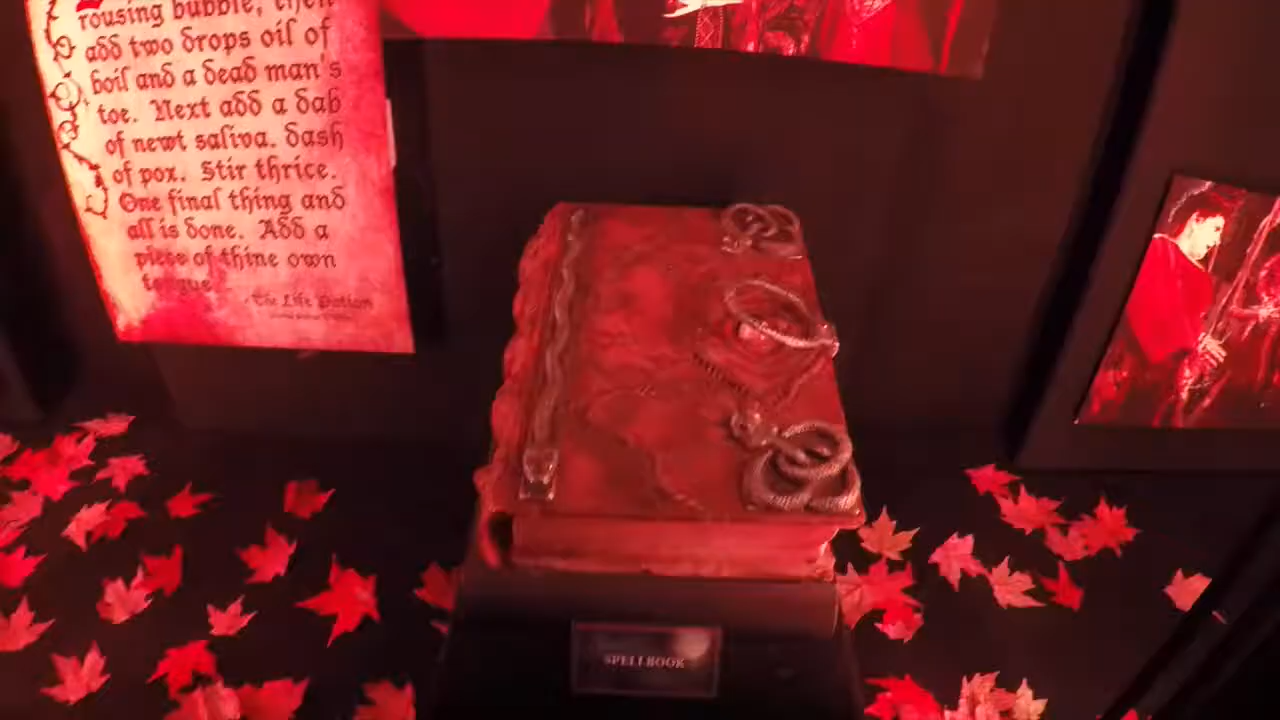 rousing bubble, then
add two drops oil of
boil and a dead man's
toe. Next add a dab
of newt saliva. dash
of pox. Stir thrice.
One final thing and
all is done. Add a
piece of thine own
tongue
- The Life Potion
SPELLBOOK